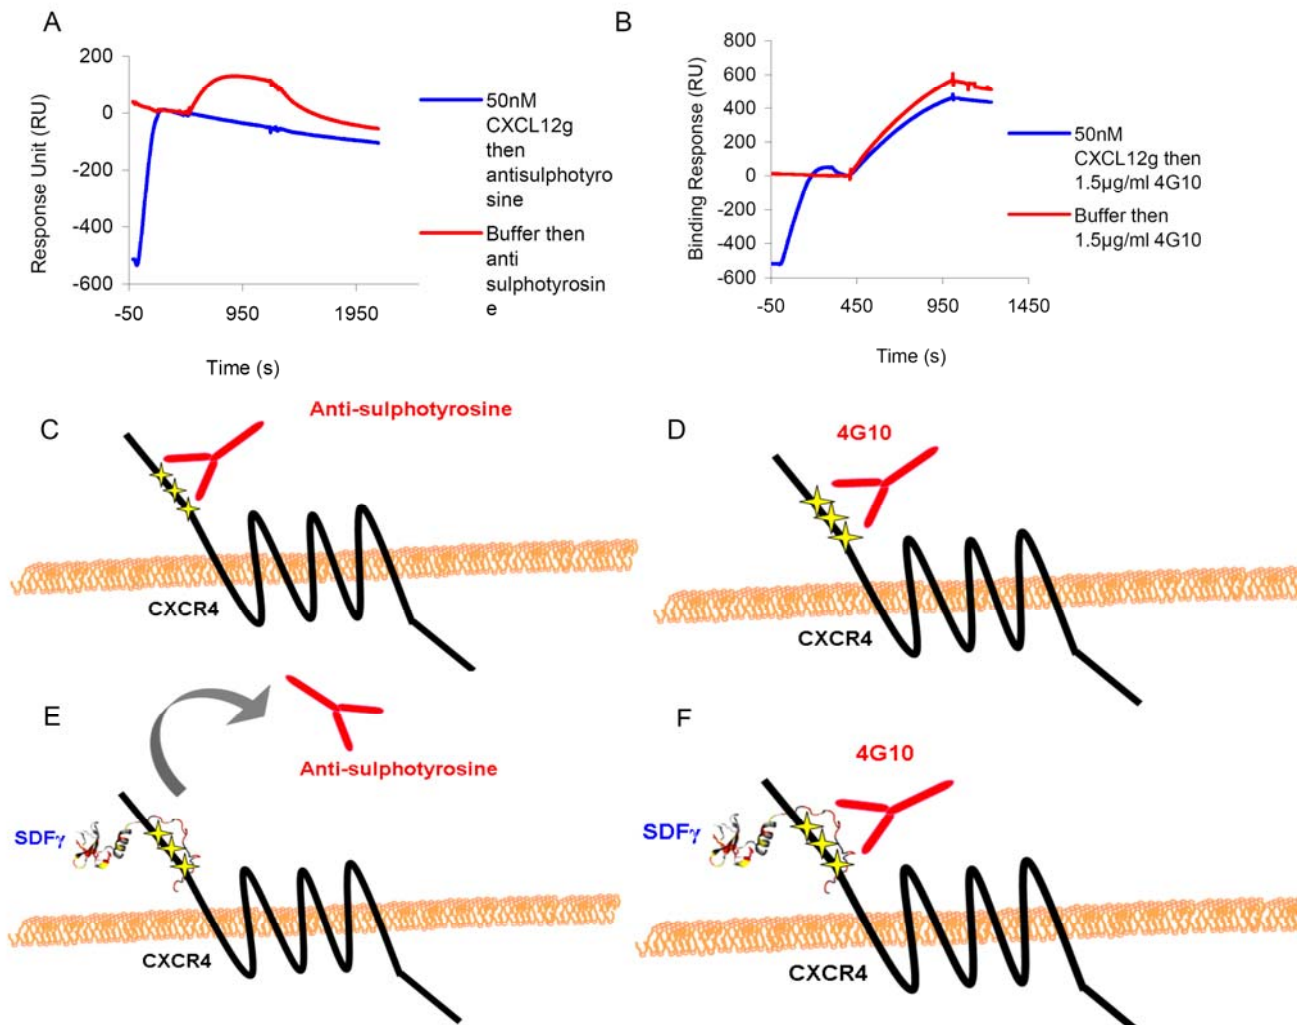 A
Response Unit (RU)
200
0
-200
-400
-600
-50
950
1950
Time (s)
50nM
CXCL12g
then
antisulphotyro
sine
Buffer then
anti
sulphotyrosin
e
B
Binding Response (RU)
800
600
400
200
0
-200
-400
-600
-50
450
950
1450
Time (s)
50nM
CXCL12g then
1.5µg/ml 4G10
Buffer then
1.5µg/ml 4G10
C
Anti-sulphotyrosine
CXCR4
D
4G10
CXCR4
E
Anti-sulphotyrosine
SDFγ
CXCR4
F
4G10
SDFγ
CXCR4